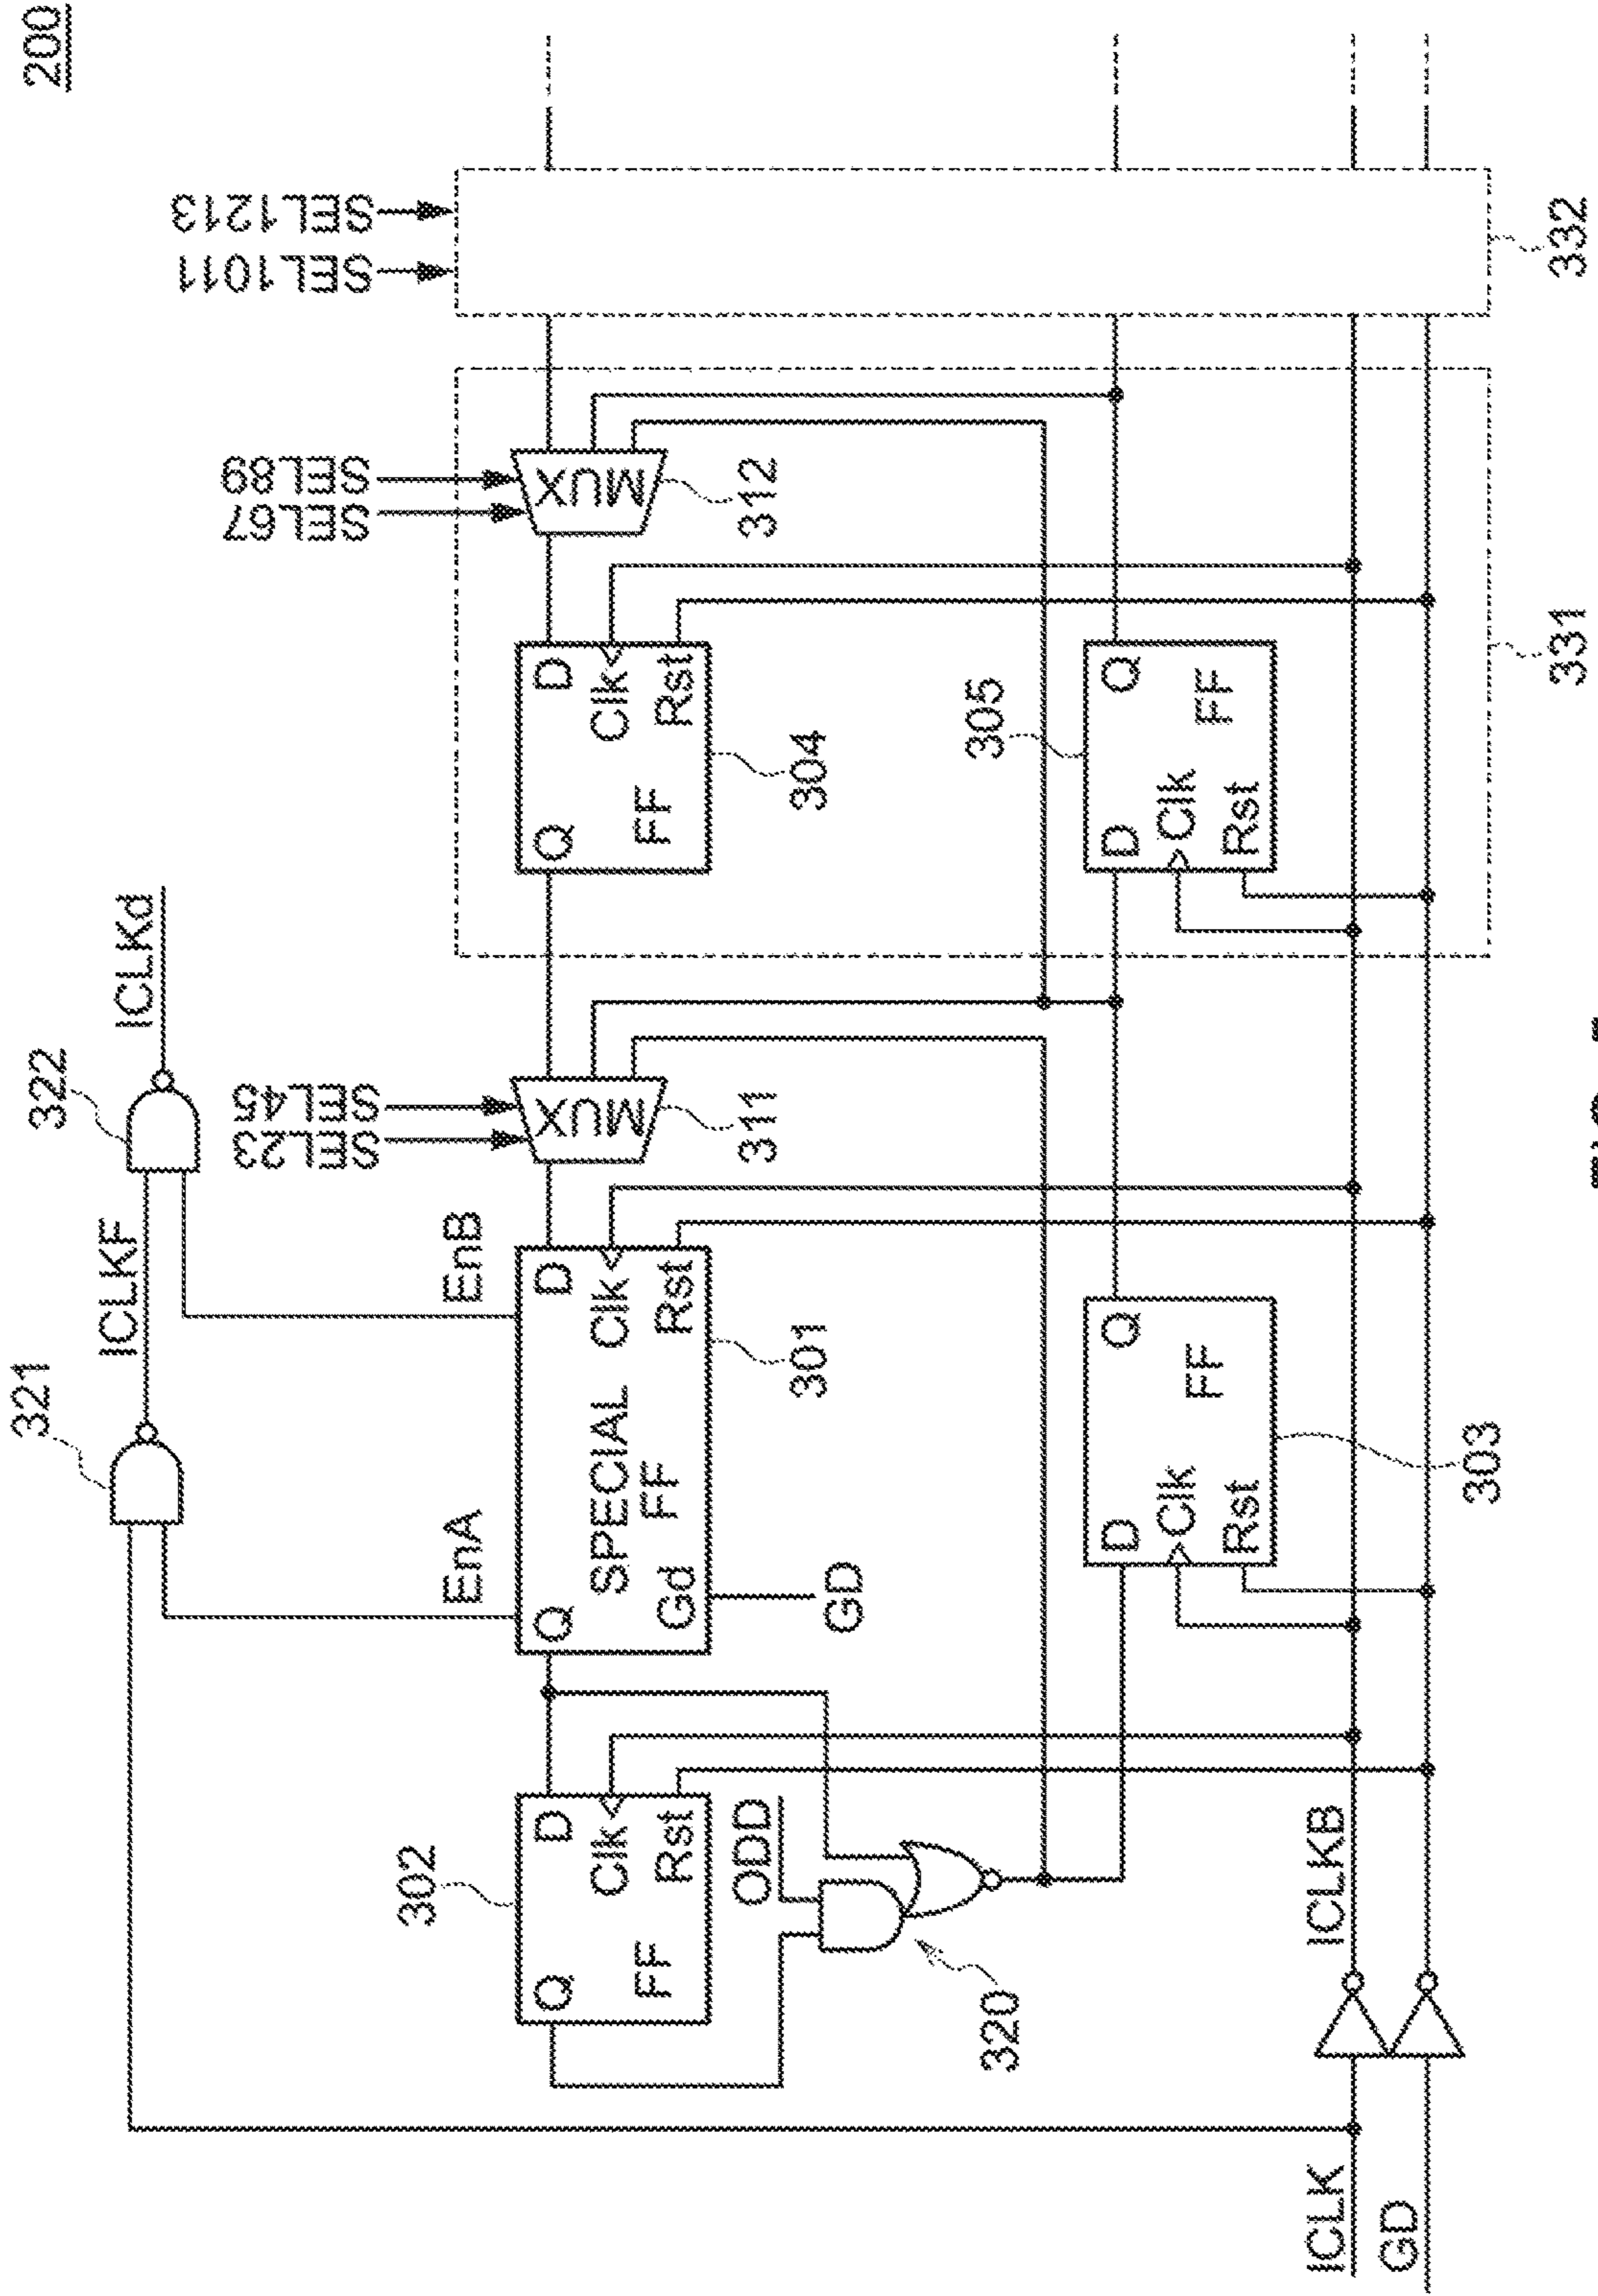 200
321
ICLKF
322
ICLKd
EnA
EnB
SEL23
SEL45
SEL67
SEL89
SEL1011
SEL1213
302
Q
D
Clk
Rst
FF
Q
D
SPECIAL
FF
Clk
Gd
Rst
301
GD
MUX
311
Q
D
Clk
Rst
FF
304
MUX
312
ODD
320
D
Q
Clk
FF
Rst
303
305
D
Q
Clk
FF
Rst
ICLK
ICLKB
GD
331
332